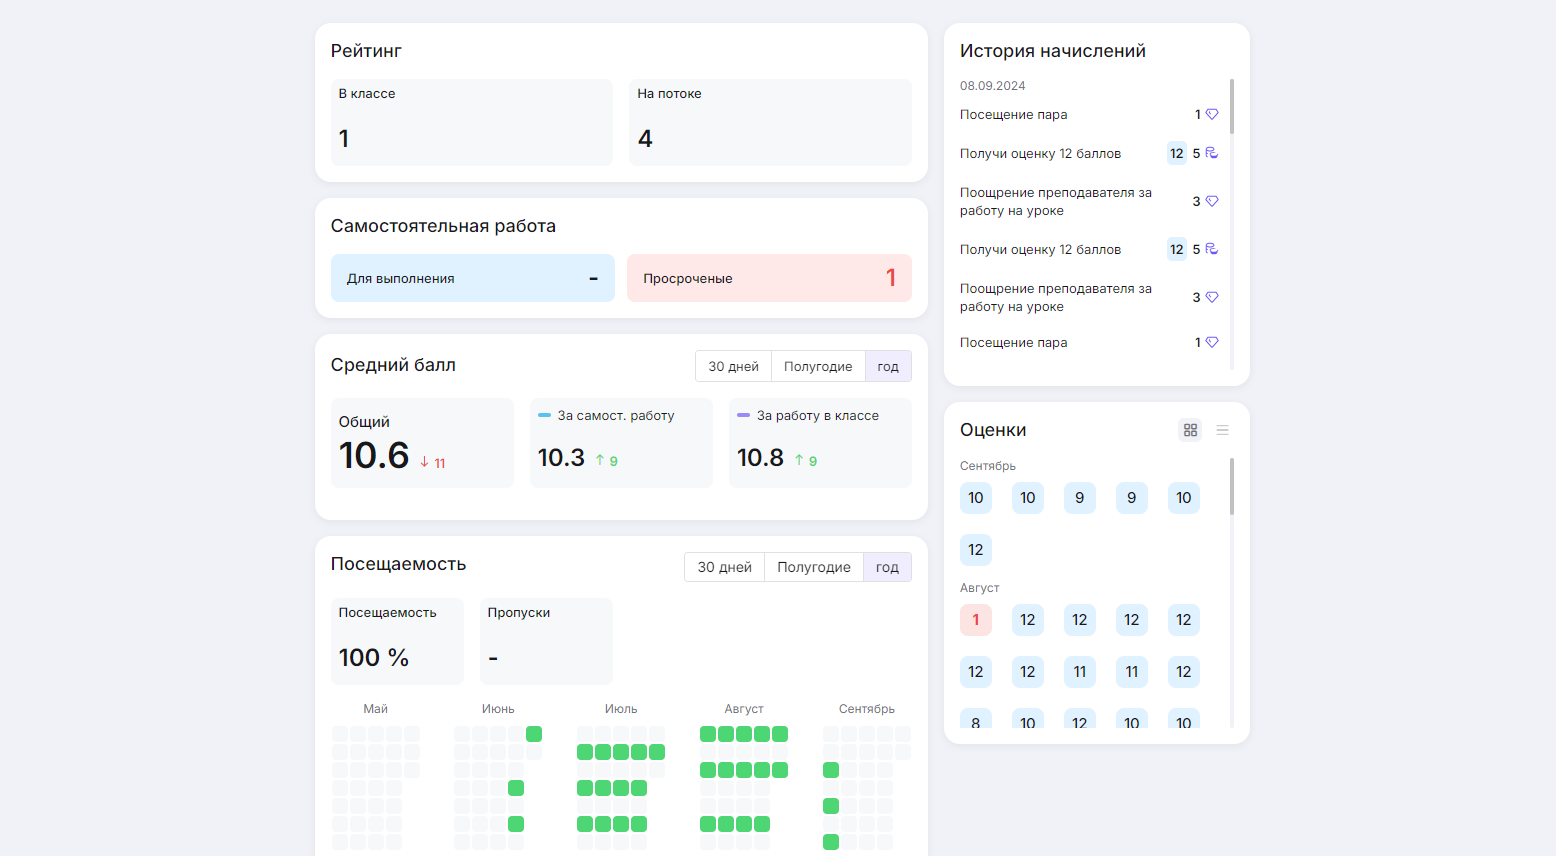 Рейтинг
В классе
1
На потоке
4
Самостоятельная работа
Для выполнения -
Просроченые 1
Средний балл
30 дней Полугодие год
Общий
10.6 ↓ 11
За самост. работу
10.3 ↑ 9
За работу в классе
10.8 ↑ 9
Посещаемость
30 дней Полугодие год
Посещаемость
100 %
Пропуски
-
Май Июнь Июль Август Сентябрь
История начислений
08.09.2024
Посещение пара 1
Получи оценку 12 баллов 12 5
Поощрение преподавателя за
работу на уроке 3
Получи оценку 12 баллов 12 5
Поощрение преподавателя за
работу на уроке 3
Посещение пара 1
Оценки
Сентябрь
10 10 9 9 10
12
Август
1 12 12 12 12
12 12 11 11 12
8 10 12 10 10